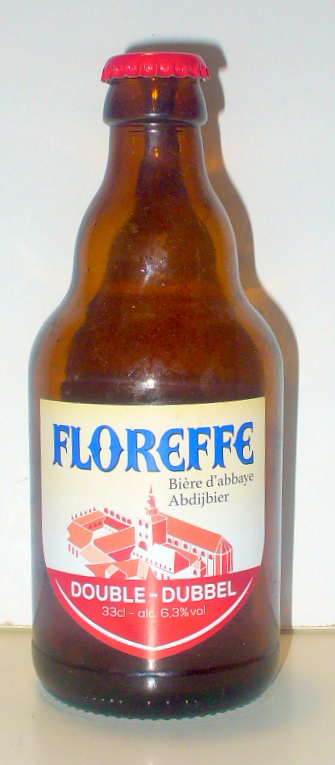 FLOREFFE
Bière d'abbaye
Abdijbier
DOUBLE - DUBBEL
33cl - alc. 6,3% vol